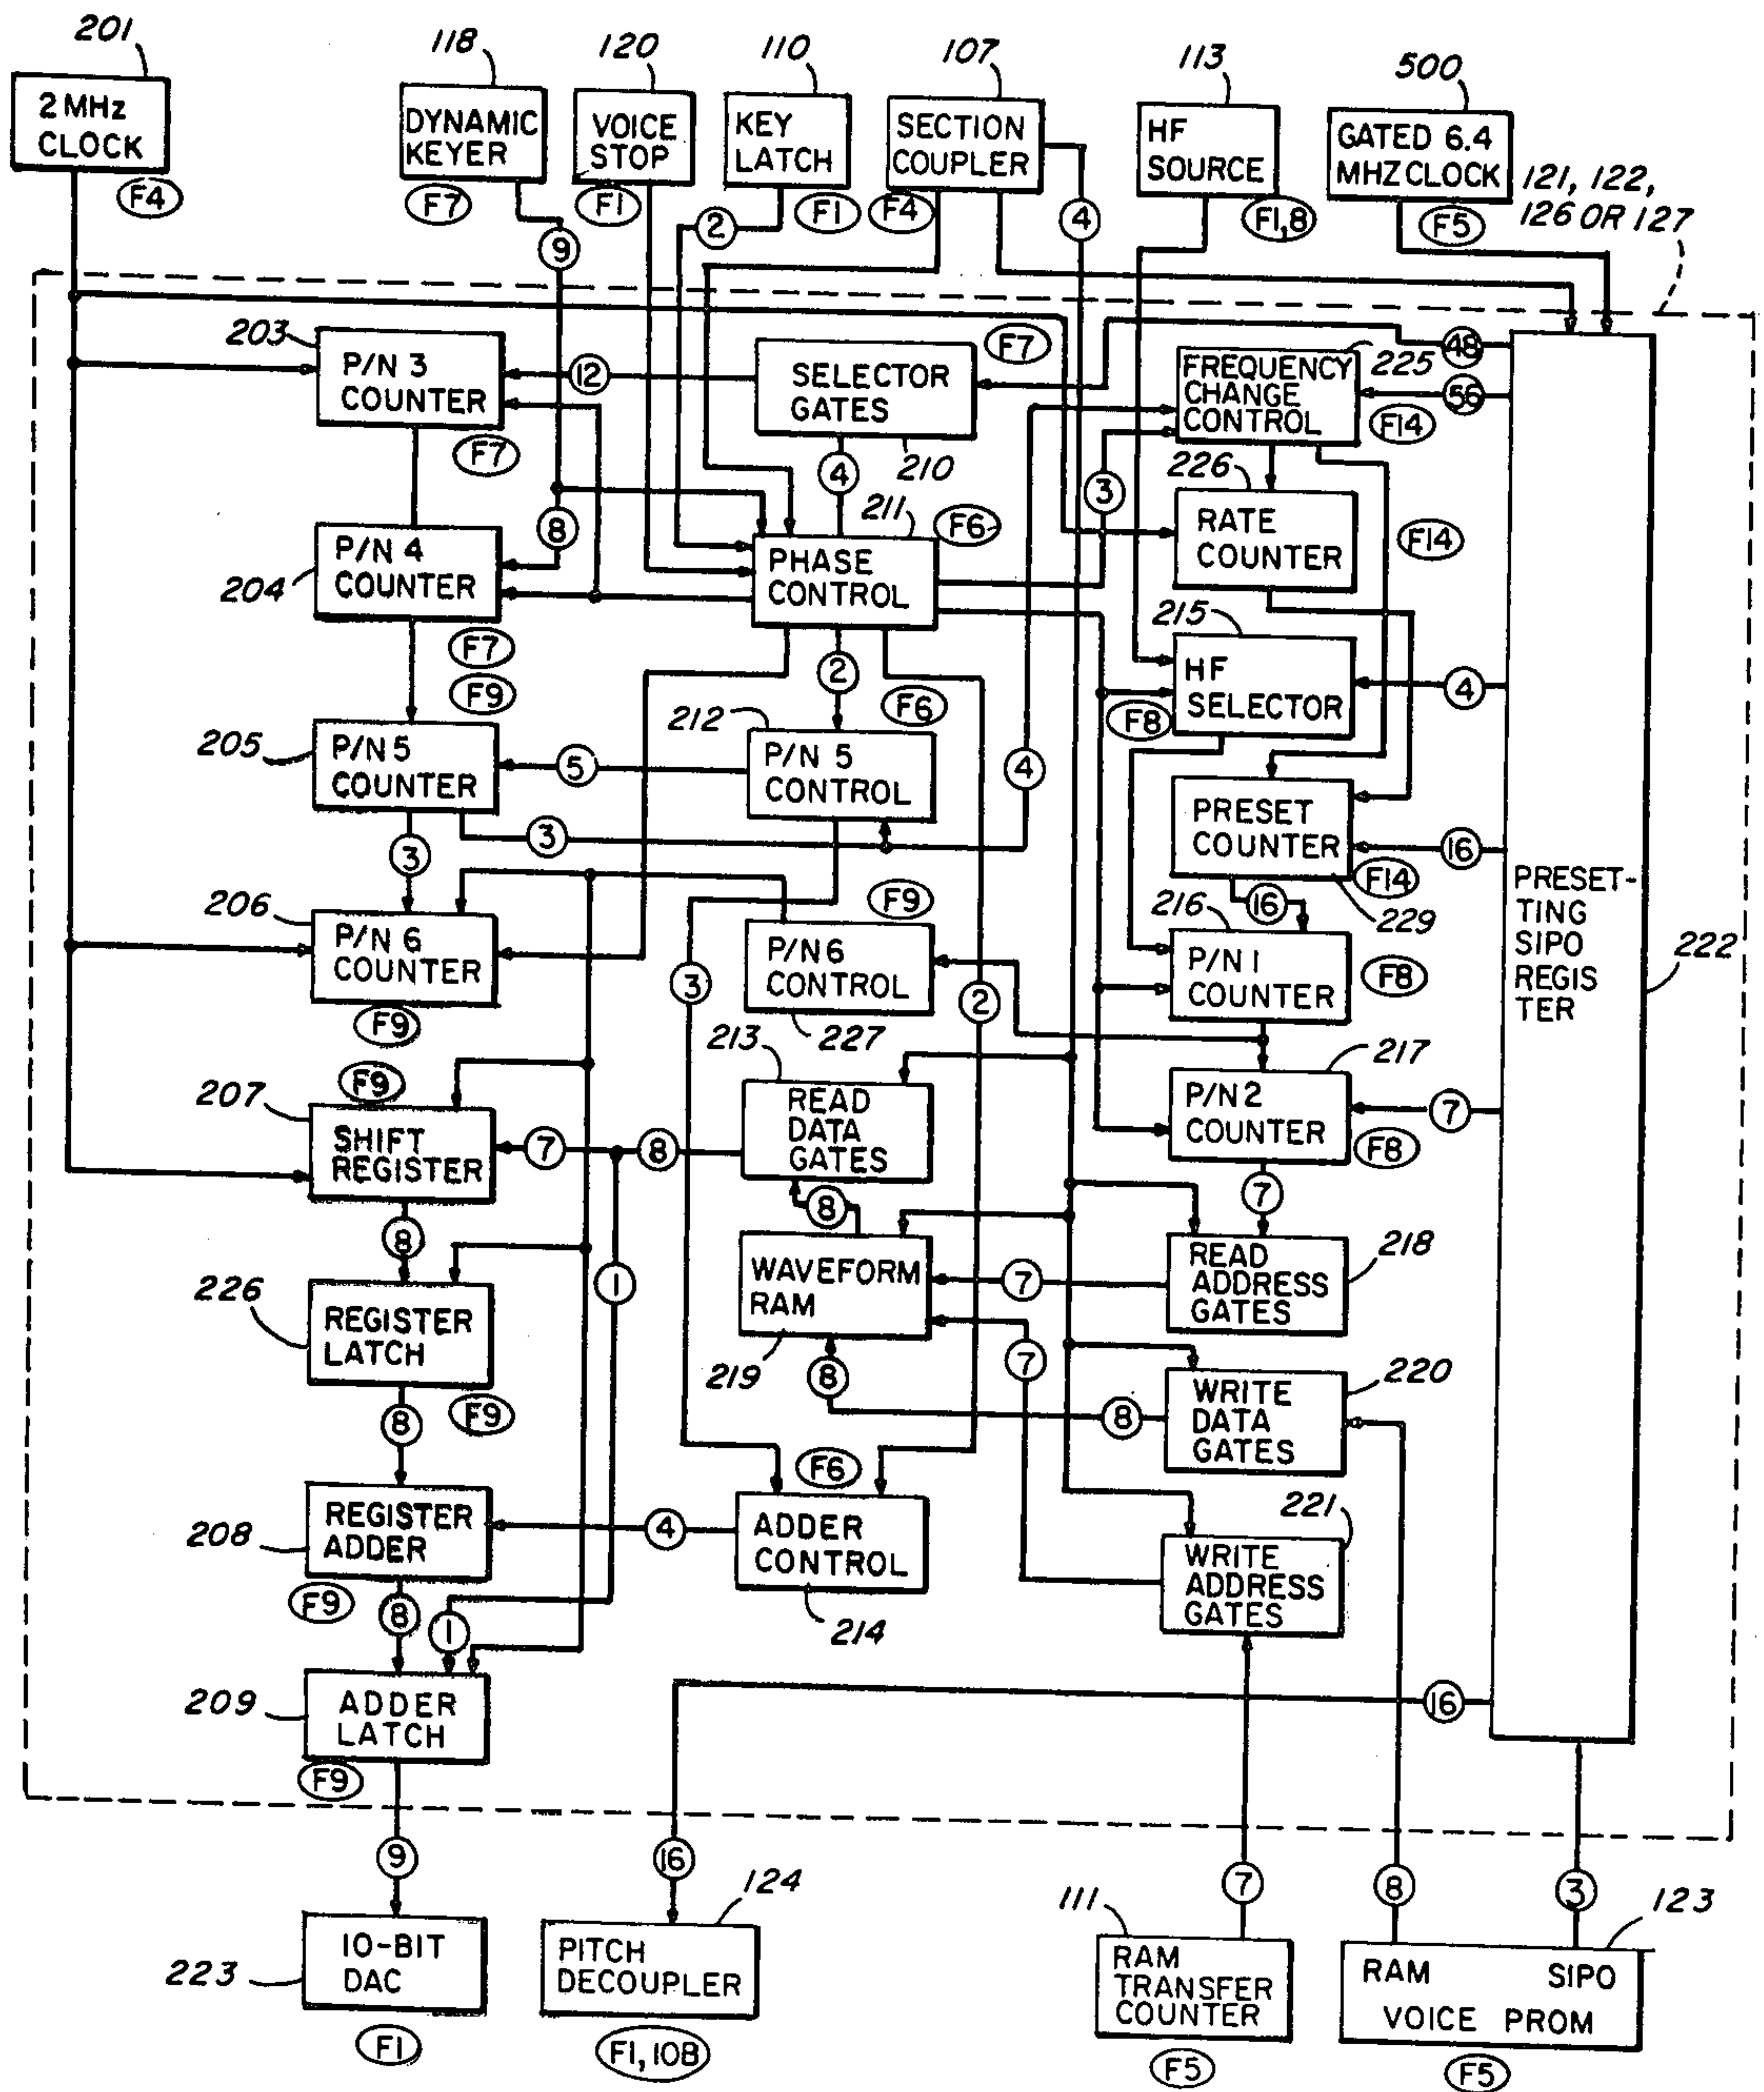 201
118
120
110
107
113
500
2 MHz
CLOCK
F4
DYNAMIC
KEYER
F7
VOICE
STOP
F1
KEY
LATCH
F1
SECTION
COUPLER
F4
HF
SOURCE
F1,8
GATED 6.4
MHZ CLOCK
F5
121, 122,
126 OR 127
2
9
4
203
P/N 3
COUNTER
F7
12
SELECTOR
GATES
F7
210
4
FREQUENCY
CHANGE
CONTROL
225
F14
48
56
3
226
RATE
COUNTER
F14
8
204
P/N 4
COUNTER
F7
F9
211
F6
PHASE
CONTROL
2
F6
215
HF
SELECTOR
F8
4
205
P/N 5
COUNTER
5
212
P/N 5
CONTROL
4
3
3
PRESET
COUNTER
F14
229
16
16
206
P/N 6
COUNTER
F9
F9
P/N 6
CONTROL
227
3
2
216
P/N 1
COUNTER
F8
PRESET-
TING
SIPO
REGIS
TER
222
207
F9
SHIFT
REGISTER
7
8
213
READ
DATA
GATES
217
P/N 2
COUNTER
F8
7
7
8
8
226
REGISTER
LATCH
F9
1
WAVEFORM
RAM
219
7
READ
ADDRESS
GATES
218
7
8
8
8
WRITE
DATA
GATES
220
208
REGISTER
ADDER
F9
4
F6
ADDER
CONTROL
214
221
WRITE
ADDRESS
GATES
8
1
209
ADDER
LATCH
F9
16
9
16
7
8
3
223
10-BIT
DAC
F1
124
PITCH
DECOUPLER
F1,10B
111
RAM
TRANSFER
COUNTER
F5
123
RAM SIPO
VOICE PROM
F5